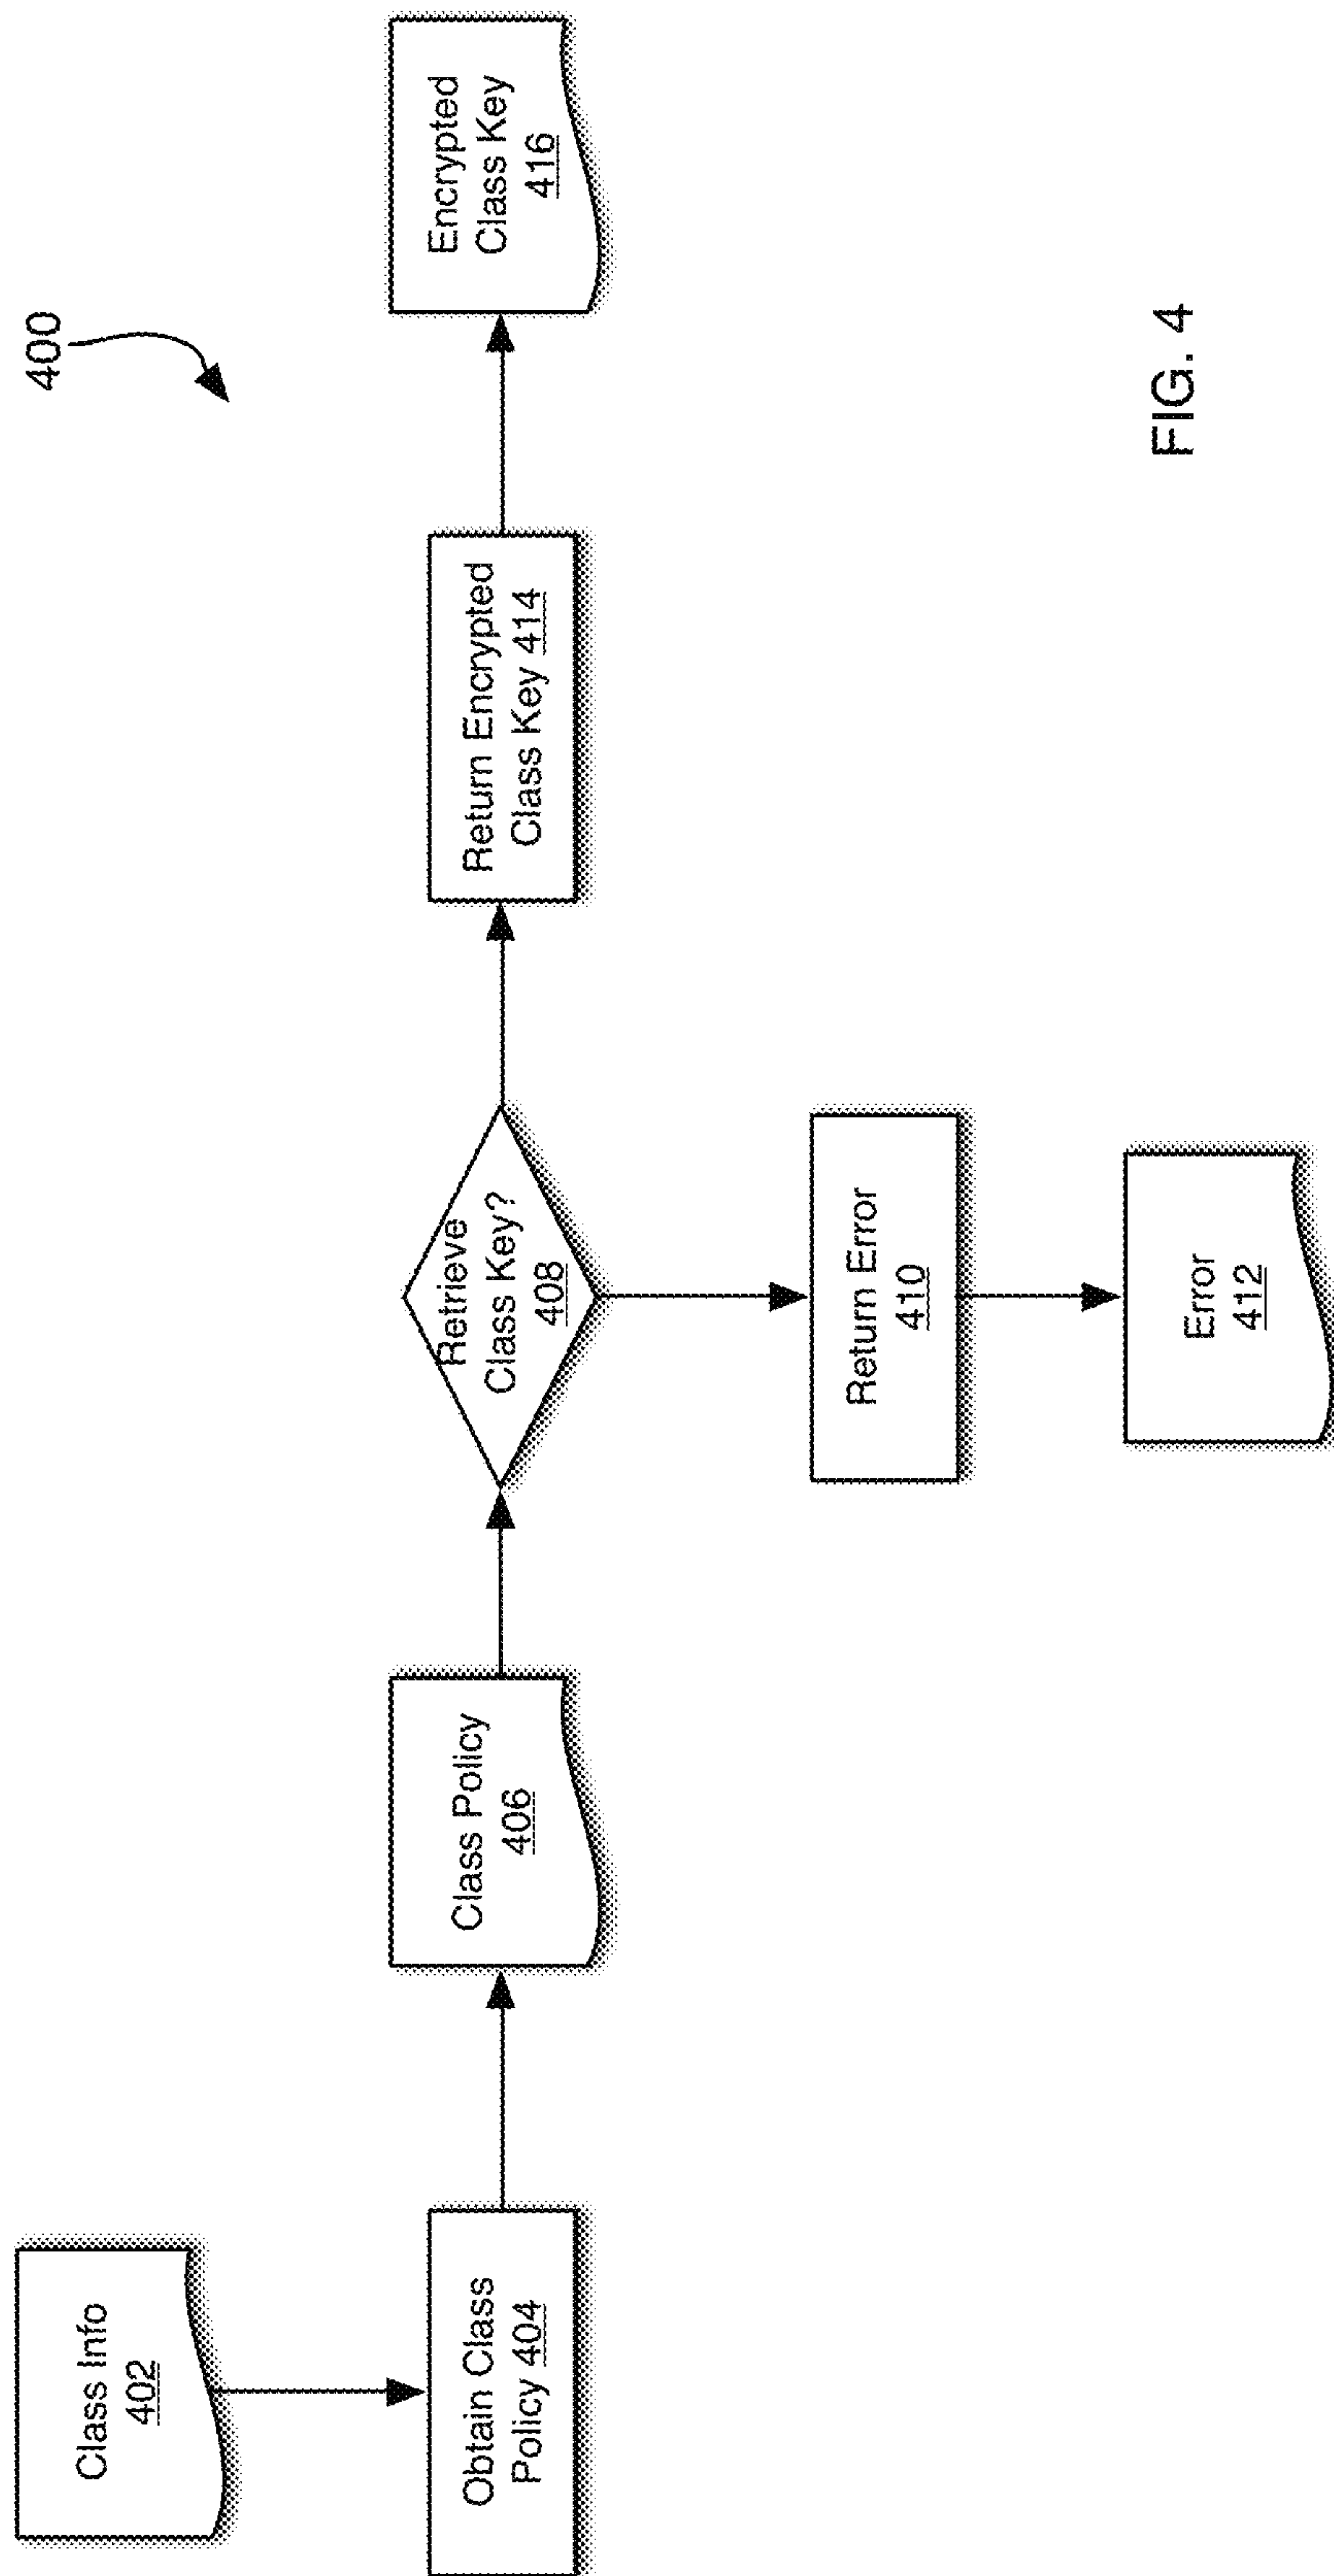 400
Class Info
402
Obtain Class
Policy 404
Class Policy
406
Retrieve
Class Key?
408
Return Error
410
Error
412
Return Encrypted
Class Key 414
Encrypted
Class Key
416
FIG. 4